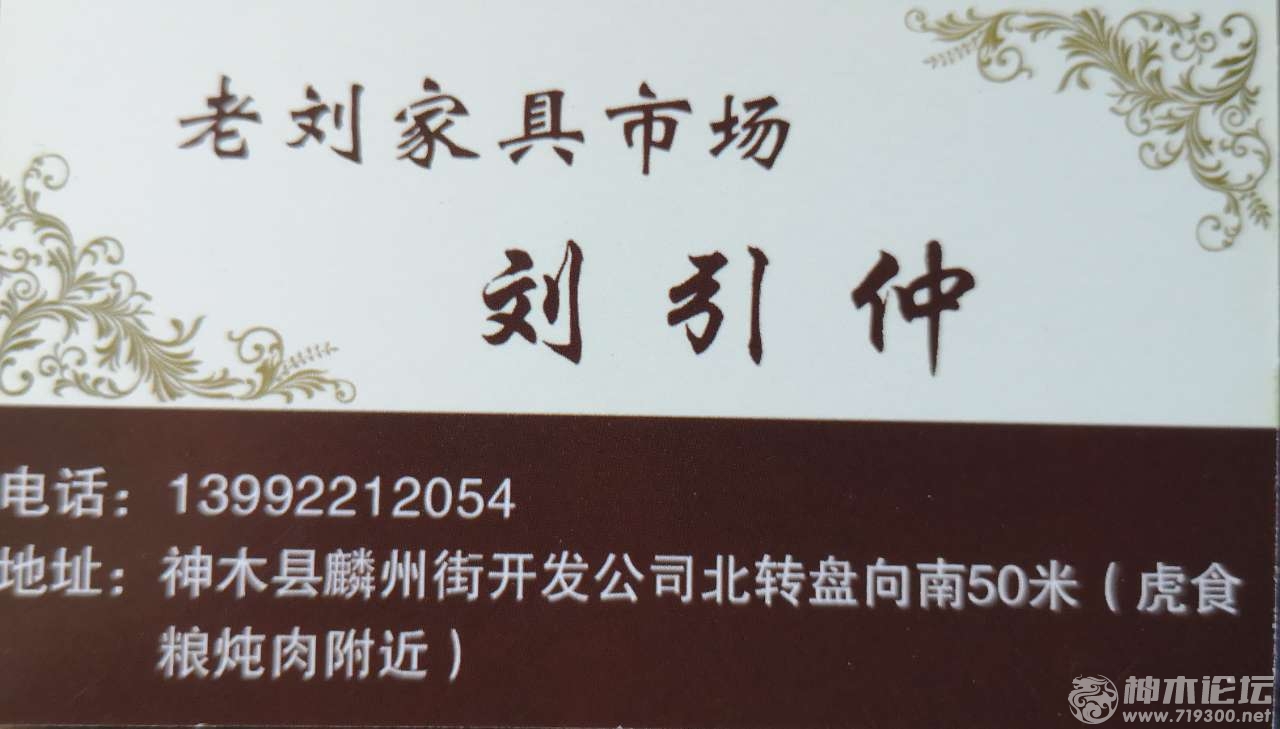 老刘家具市场
刘引仲
电话：13992212054
地址：神木县麟州街开发公司北转盘向南50米（虎食
粮炖肉附近）
神木论坛
www.719300.net